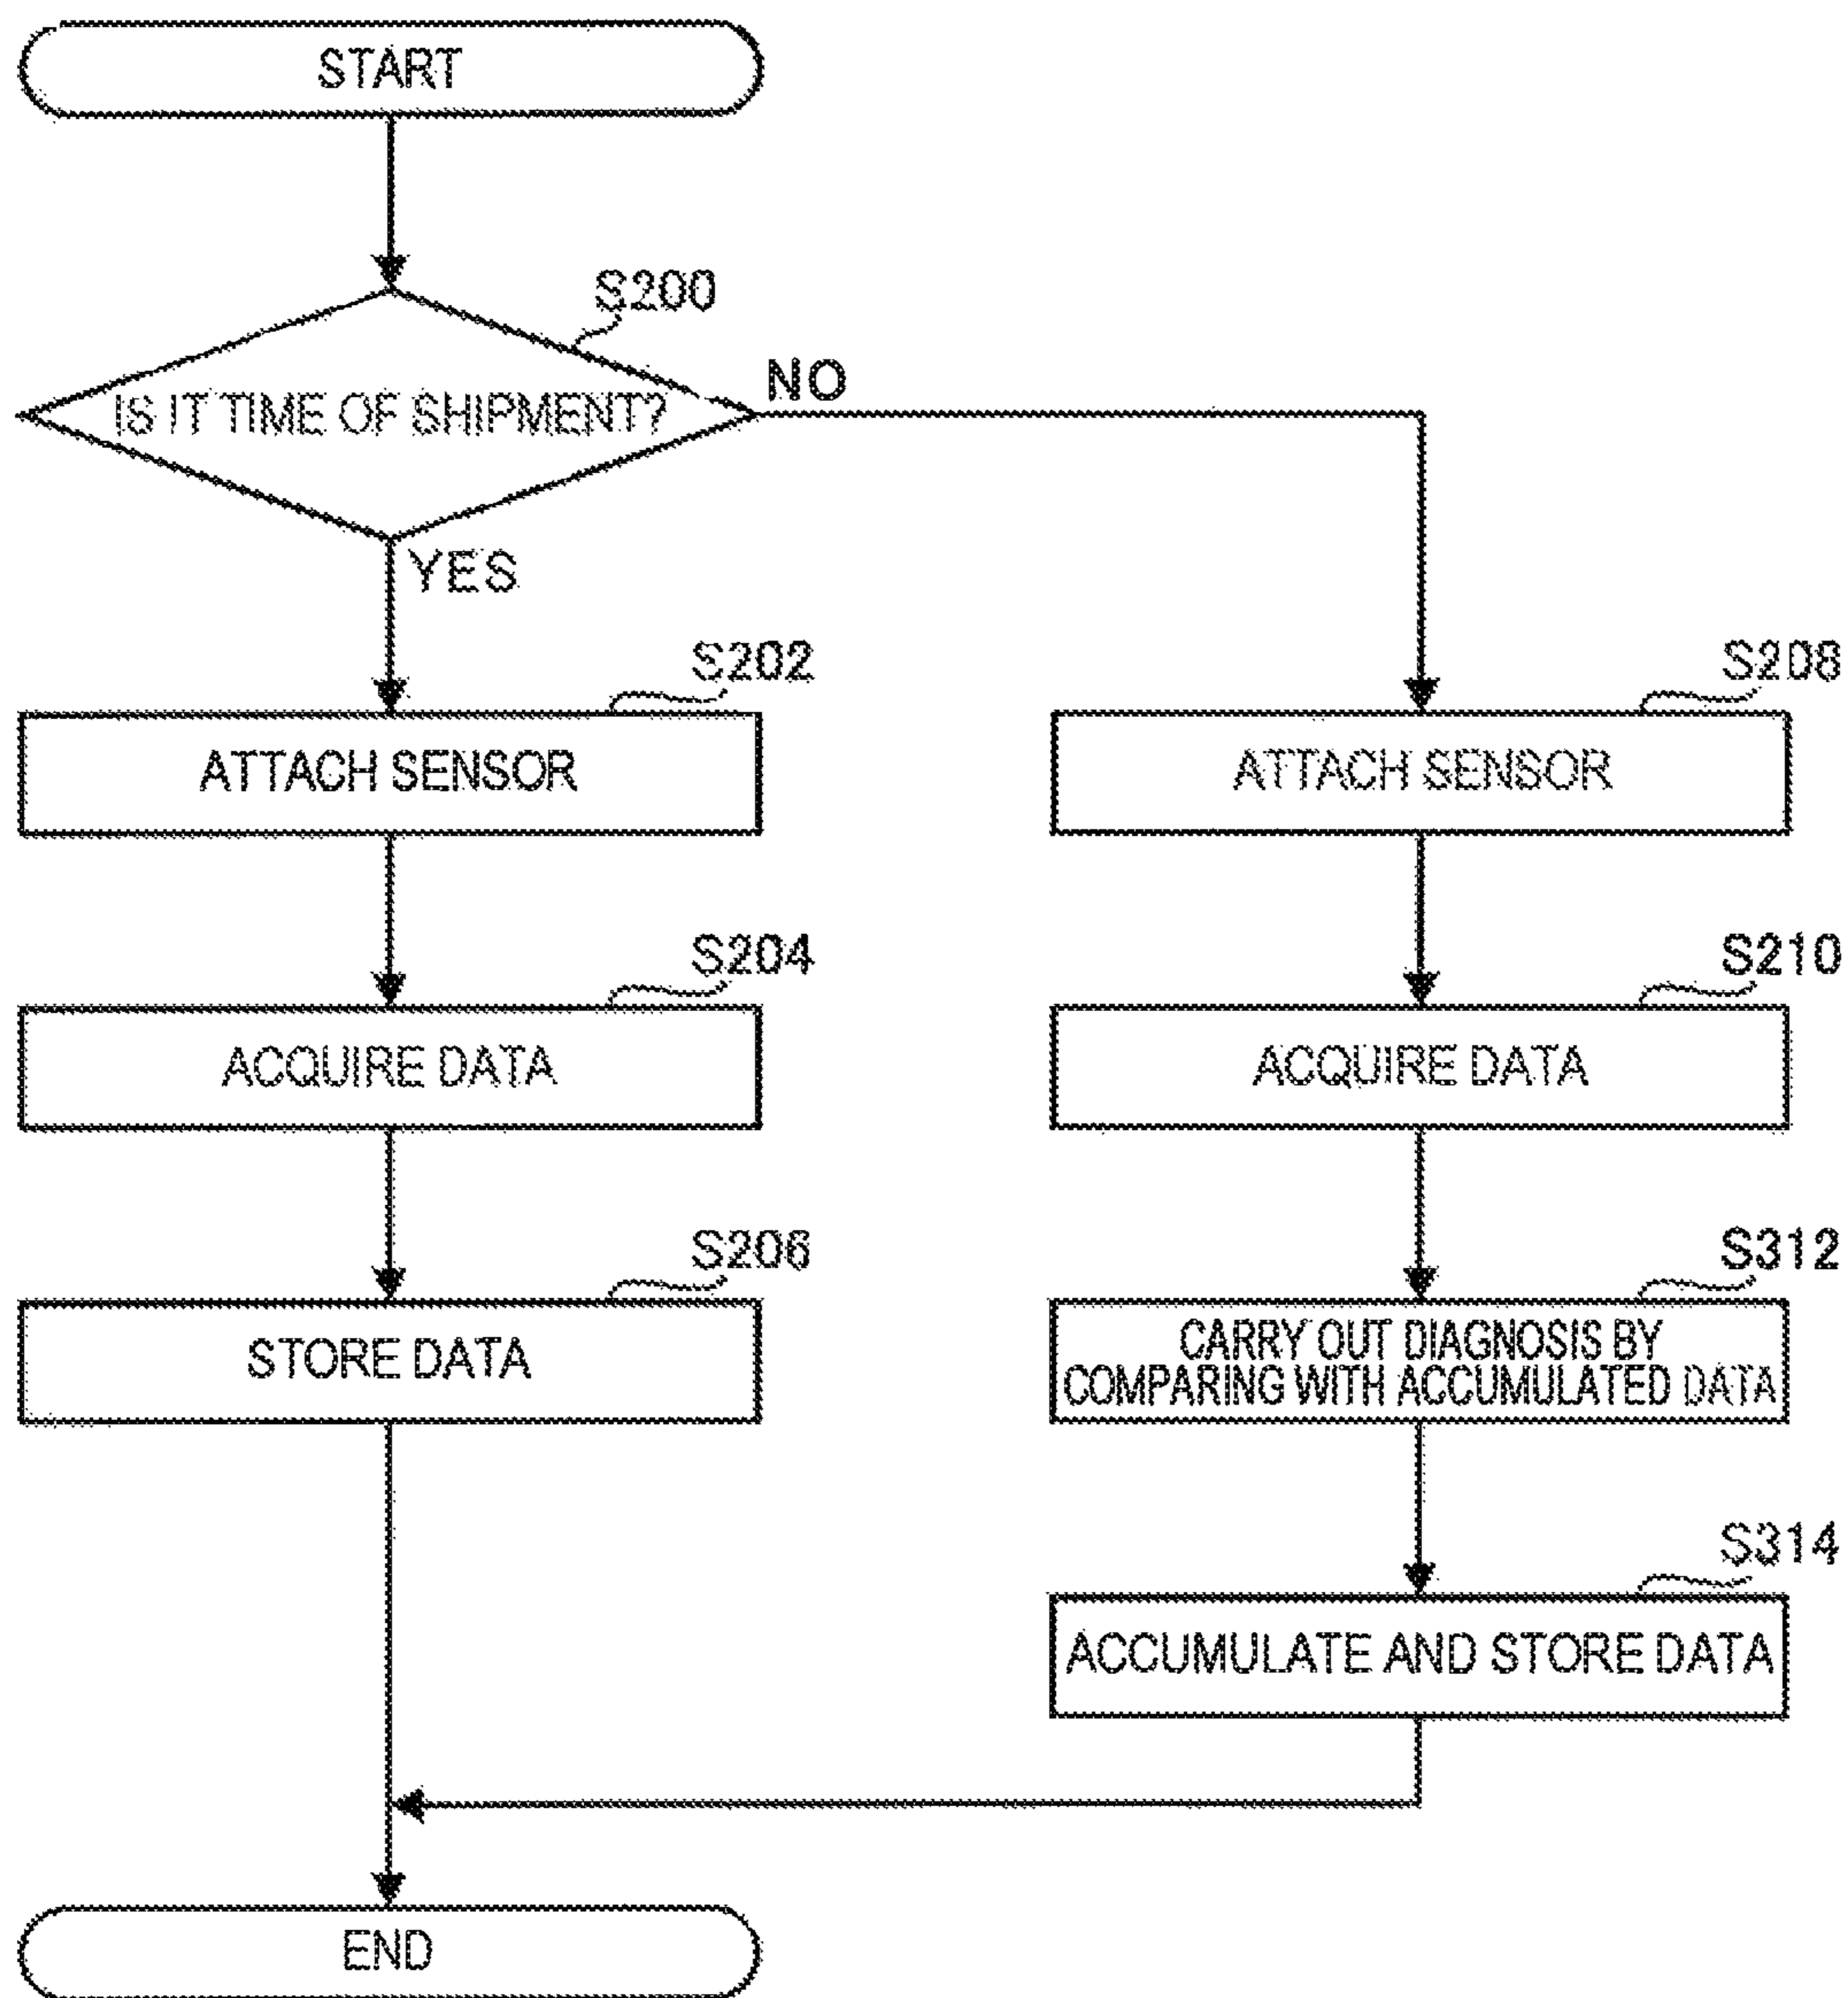 START
S200
IS IT TIME OF SHIPMENT?
NO
YES
S202
ATTACH SENSOR
S204
ACQUIRE DATA
S206
STORE DATA
S208
ATTACH SENSOR
S210
ACQUIRE DATA
S312
CARRY OUT DIAGNOSIS BY
COMPARING WITH ACCUMULATED DATA
S314
ACCUMULATE AND STORE DATA
END